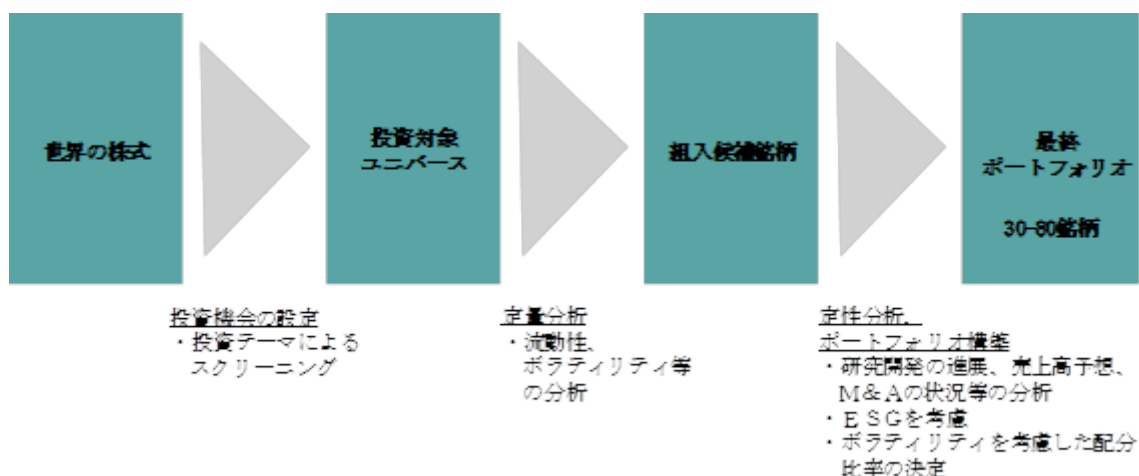 世界の株式
投資対象
ユニバース
組入候補銘柄
最終
ポートフォリオ
30-80銘柄
投資機会の設定
・投資テーマによる
スクリーニング
定量分析
・流動性、
ボラティリティ等
の分析
定性分析、
ポートフォリオ構築
・研究開発の進展、売上高予想、
M&Aの状況等の分析
・ESGを考慮
・ボラティリティを考慮した配分
比率の決定